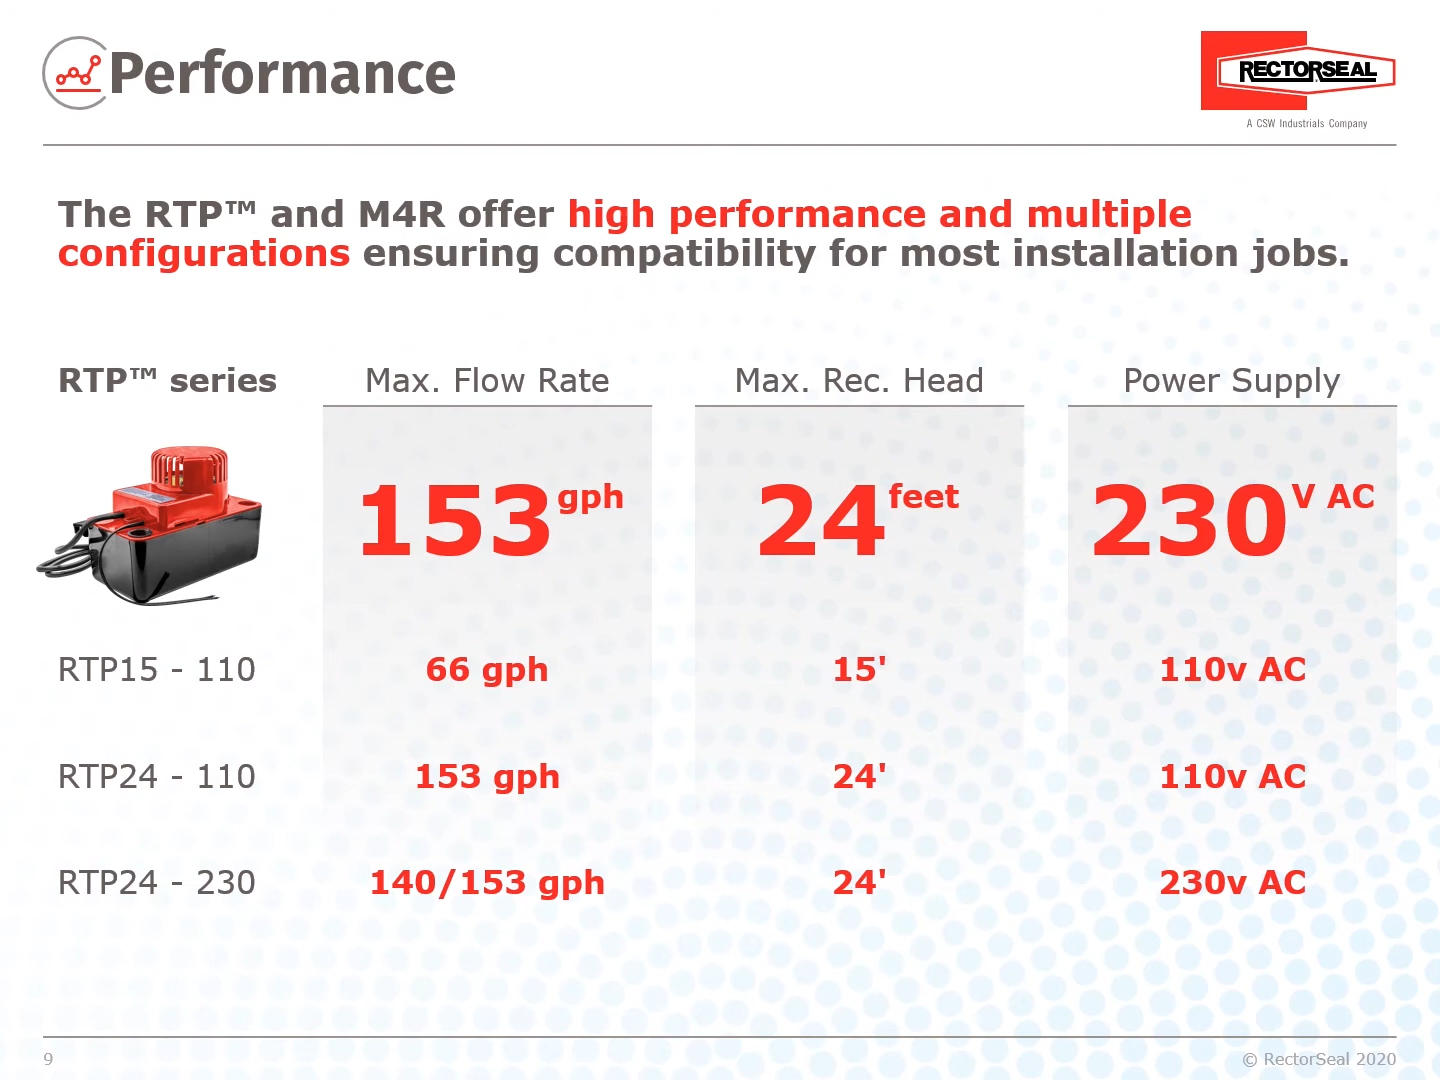 Performance
RECTORSEAL
A CSW Industrials Company
The RTP™ and M4R offer high performance and multiple
configurations ensuring compatibility for most installation jobs.
RTP™ series Max. Flow Rate Max. Rec. Head Power Supply
153 gph 24 feet 230 V AC
RTP15 - 110 66 gph 15' 110v AC
RTP24 - 110 153 gph 24' 110v AC
RTP24 - 230 140/153 gph 24' 230v AC
9 © RectorSeal 2020